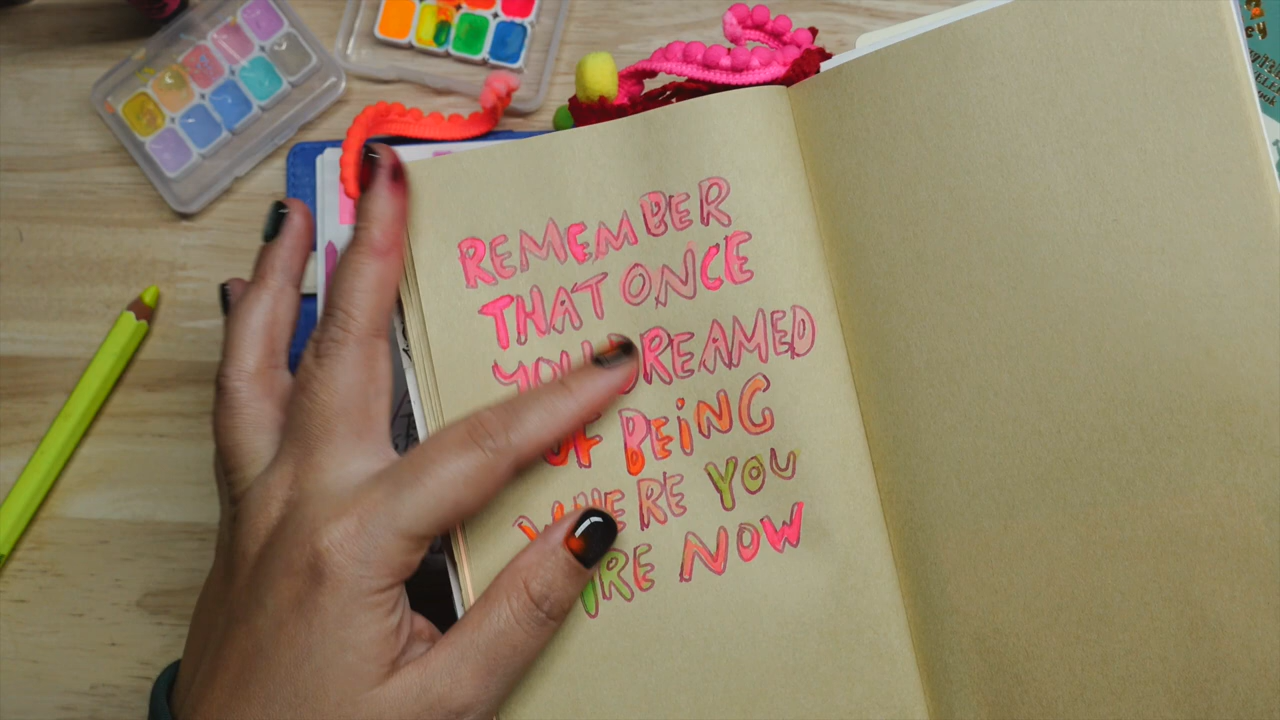 REMEMBER
THAT ONCE
YOU DREAMED
OF BEiNG
WHERE YOU
ARE NOW